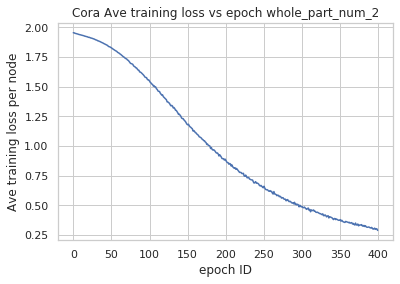 Cora Ave training loss vs epoch whole_part_num_2
Ave training loss per node
2.00
1.75
1.50
1.25
1.00
0.75
0.50
0.25
0 50 100 150 200 250 300 350 400
epoch ID